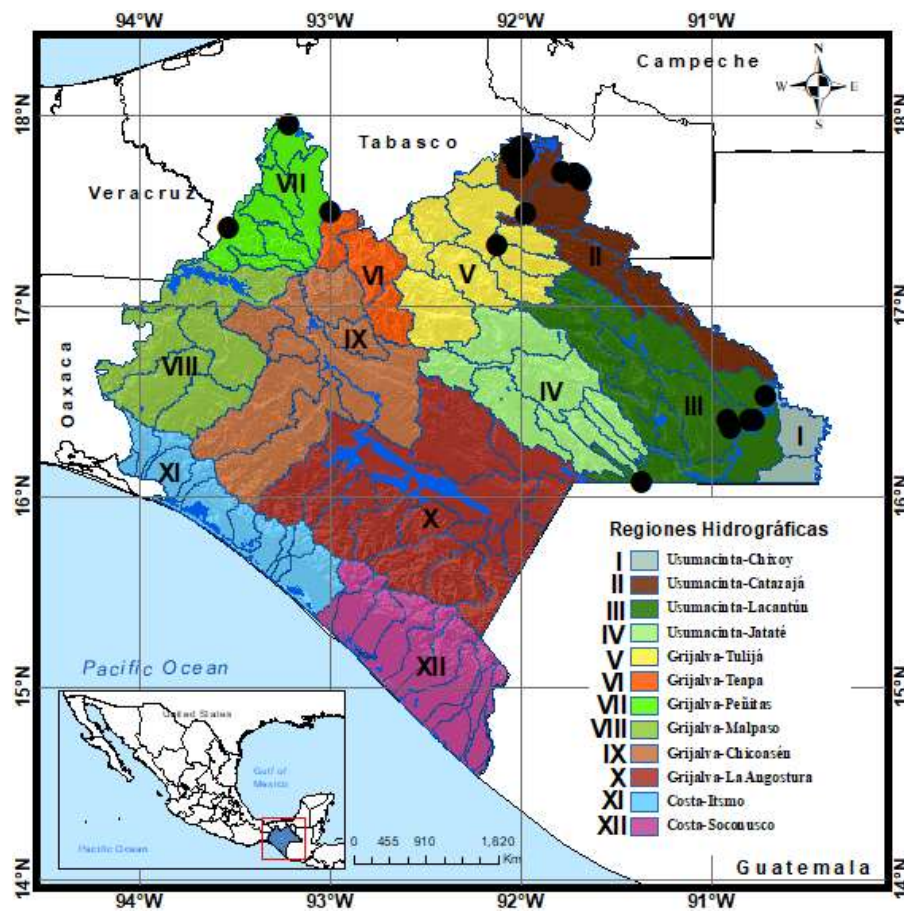 94°W 93°W 92°W 91°W
Campeche
N
W E
S
18°N 18°N
Tabasco
Veracruz
VII
II
VI
V
17°N 17°N
IX
VIII
Oaxaca
IV
III
I
XI
16°N 16°N
X
Regiones Hidrográficas
I Usumacinta-Chixoy
II Usumacinta-Catazajá
III Usumacinta-Lacantún
IV Usumacinta-Jataté
V Grijalva-Tulijá
VI Grijalva-Teapa
VII Grijalva-Peñitas
VIII Grijalva-Malpaso
IX Grijalva-Chicoasén
X Grijalva-La Angostura
XI Costa-Itsmo
XII Costa-Soconusco
XII
Pacific Ocean
15°N 15°N
United States
Gulf of
Mexico
Pacific Ocean
0 455 910 1,820
Km
Guatemala
14°N 14°N
94°W 93°W 92°W 91°W